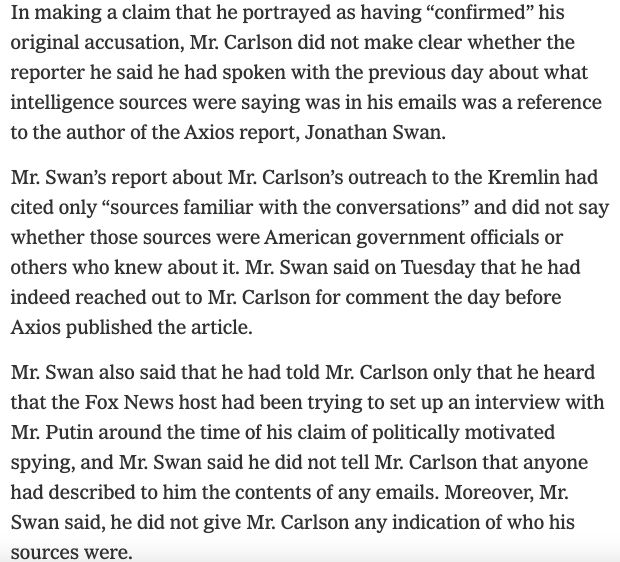 In making a claim that he portrayed as having “confirmed” his
original accusation, Mr. Carlson did not make clear whether the
reporter he said he had spoken with the previous day about what
intelligence sources were saying was in his emails was a reference
to the author of the Axios report, Jonathan Swan.
Mr. Swan’s report about Mr. Carlson’s outreach to the Kremlin had
cited only “sources familiar with the conversations” and did not say
whether those sources were American government officials or
others who knew about it. Mr. Swan said on Tuesday that he had
indeed reached out to Mr. Carlson for comment the day before
Axios published the article.
Mr. Swan also said that he had told Mr. Carlson only that he heard
that the Fox News host had been trying to set up an interview with
Mr. Putin around the time of his claim of politically motivated
spying, and Mr. Swan said he did not tell Mr. Carlson that anyone
had described to him the contents of any emails. Moreover, Mr.
Swan said, he did not give Mr. Carlson any indication of who his
sources were.